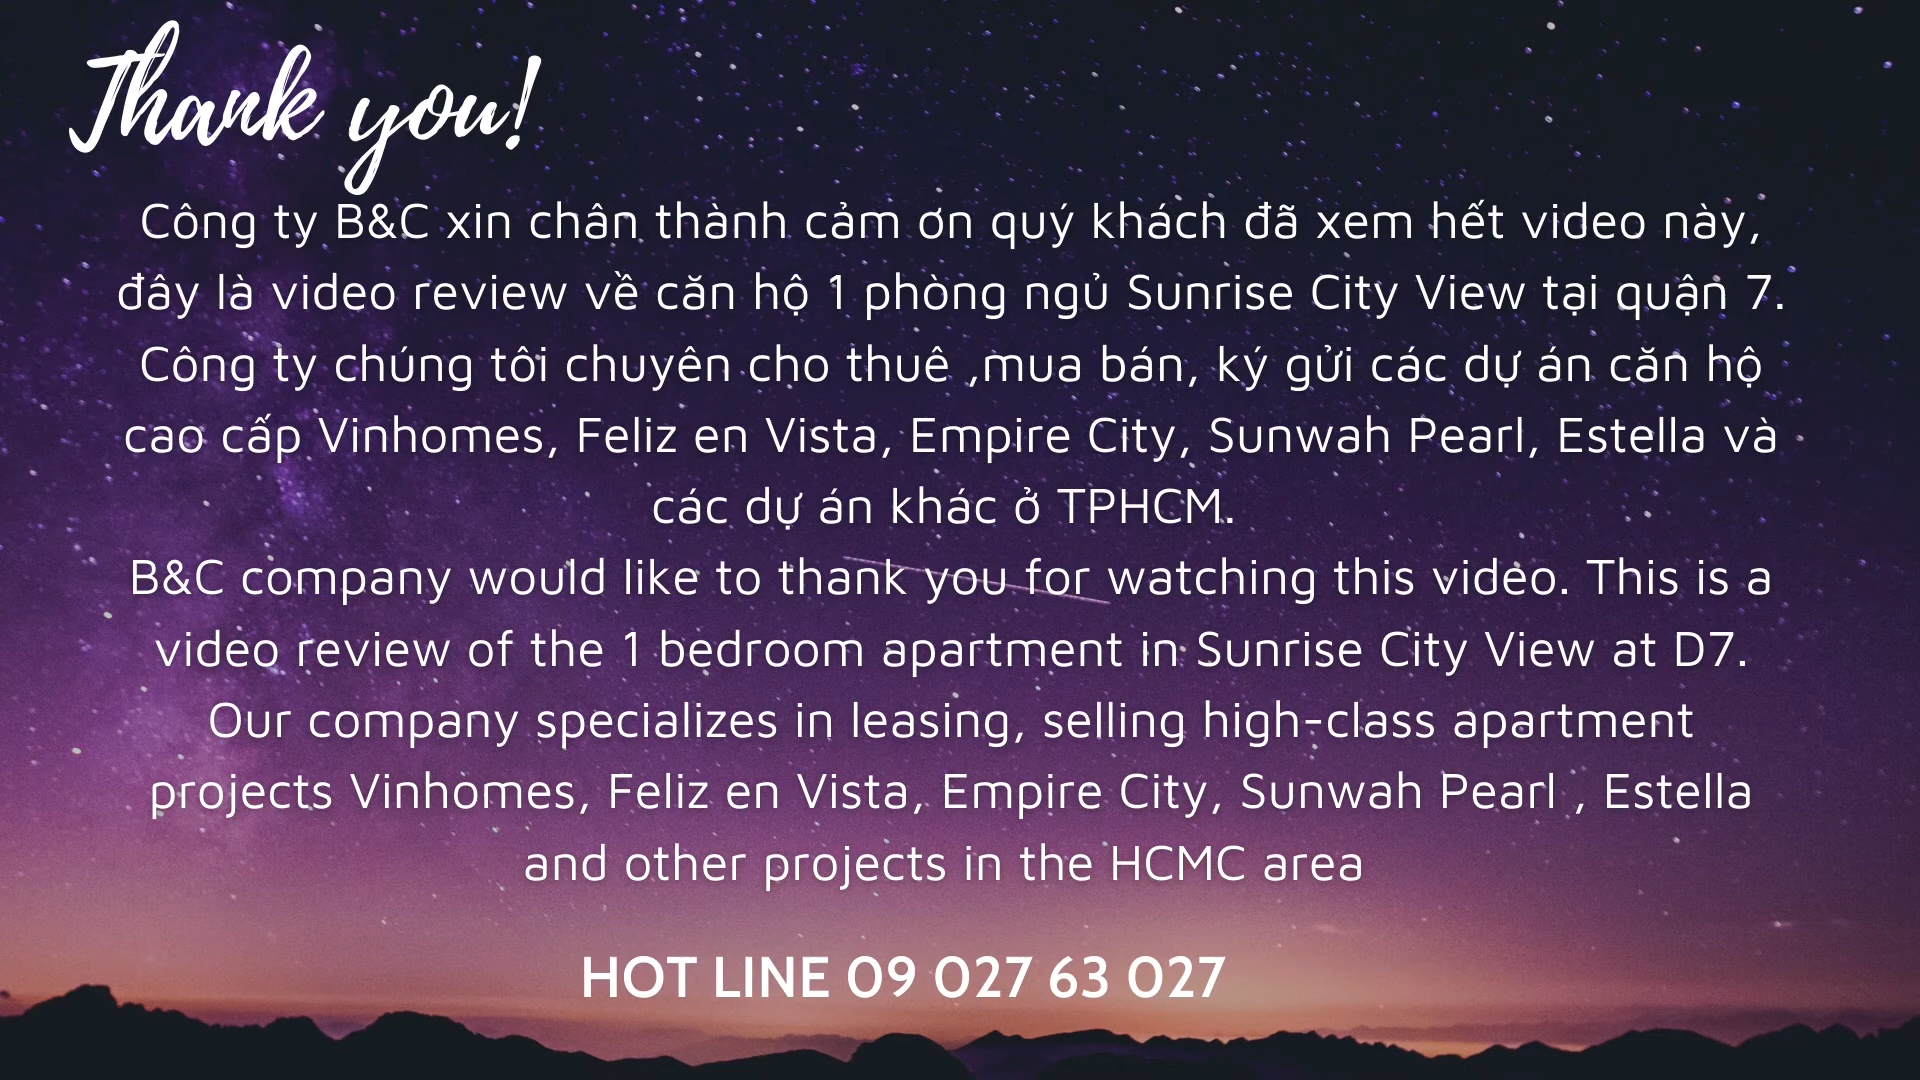 Thank you!
Công ty B&C xin chân thành cảm ơn quý khách đã xem hết video này,
đây là video review về căn hộ 1 phòng ngủ Sunrise City View tại quận 7.
Công ty chúng tôi chuyên cho thuê ,mua bán, ký gửi các dự án căn hộ
cao cấp Vinhomes, Feliz en Vista, Empire City, Sunwah Pearl, Estella và
các dự án khác ở TPHCM.
B&C company would like to thank you for watching this video. This is a
video review of the 1 bedroom apartment in Sunrise City View at D7.
Our company specializes in leasing, selling high-class apartment
projects Vinhomes, Feliz en Vista, Empire City, Sunwah Pearl , Estella
and other projects in the HCMC area
HOT LINE 09 027 63 027